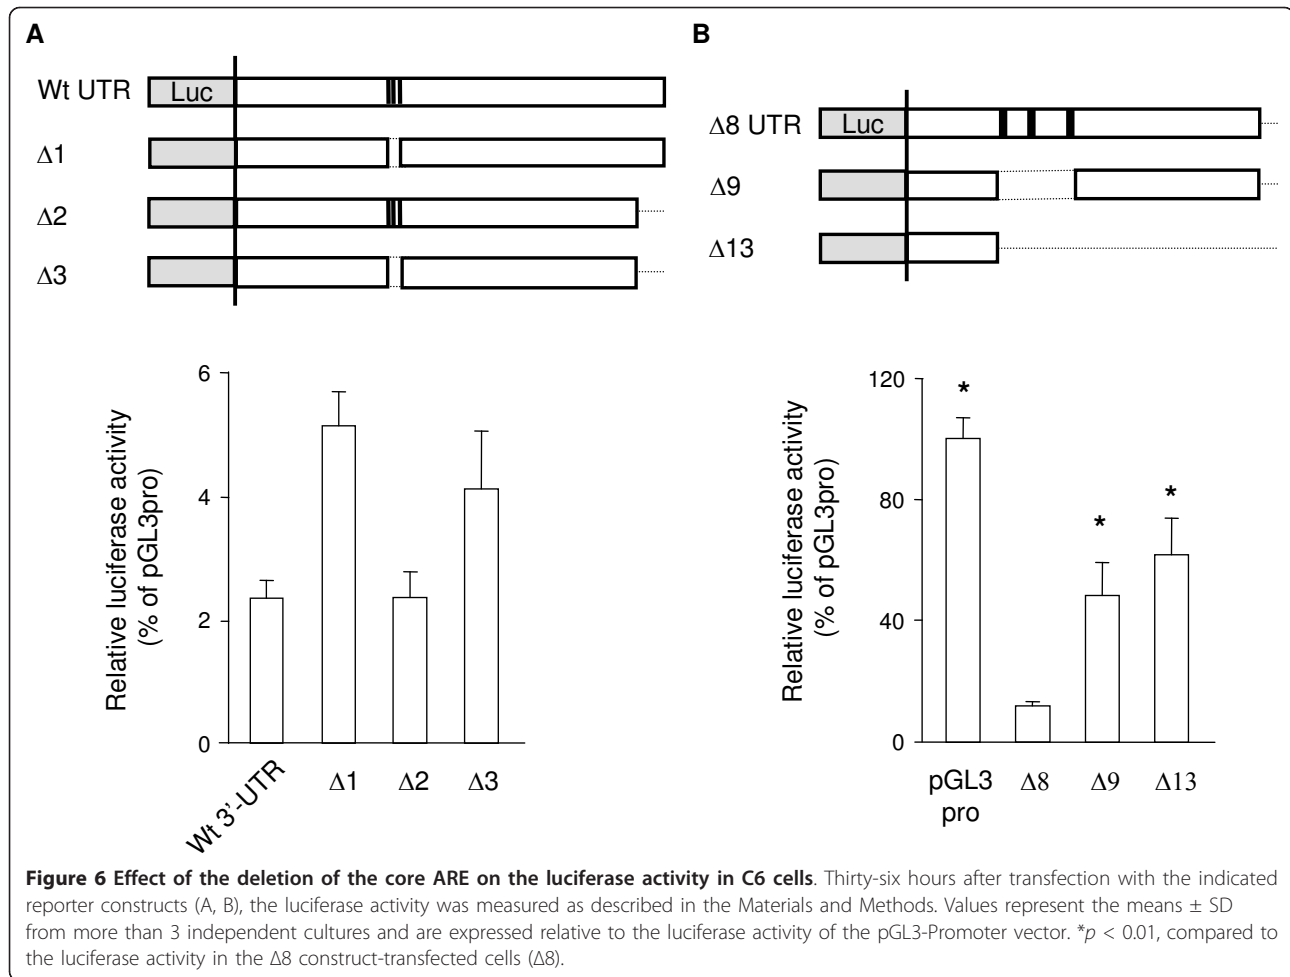 A
Wt UTR
Luc
Δ1
Δ2
Δ3
Relative luciferase activity
(% of pGL3pro)
6
4
2
0
Wt 3'-UTR
Δ1
Δ2
Δ3
B
Δ8 UTR
Luc
Δ9
Δ13
Relative luciferase activity
(% of pGL3pro)
120
80
40
0
*
*
*
pGL3
pro
Δ8
Δ9
Δ13
Figure 6 Effect of the deletion of the core ARE on the luciferase activity in C6 cells. Thirty-six hours after transfection with the indicated
reporter constructs (A, B), the luciferase activity was measured as described in the Materials and Methods. Values represent the means ± SD
from more than 3 independent cultures and are expressed relative to the luciferase activity of the pGL3-Promoter vector. *p < 0.01, compared to
the luciferase activity in the Δ8 construct-transfected cells (Δ8).